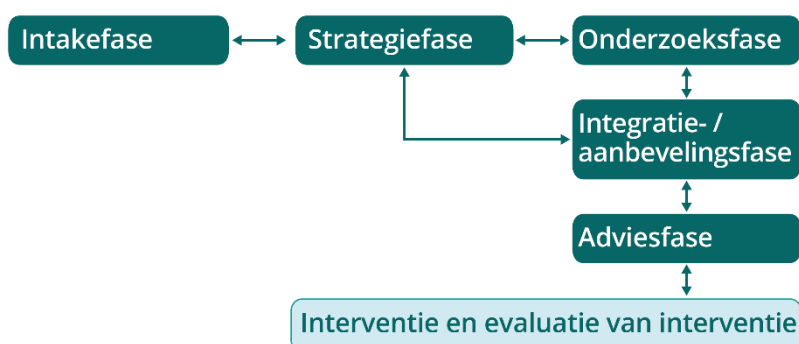 Intakefase
Strategiefase
Onderzoeksfase
Integratie- /
aanbevelingsfase
Adviesfase
Interventie en evaluatie van interventie